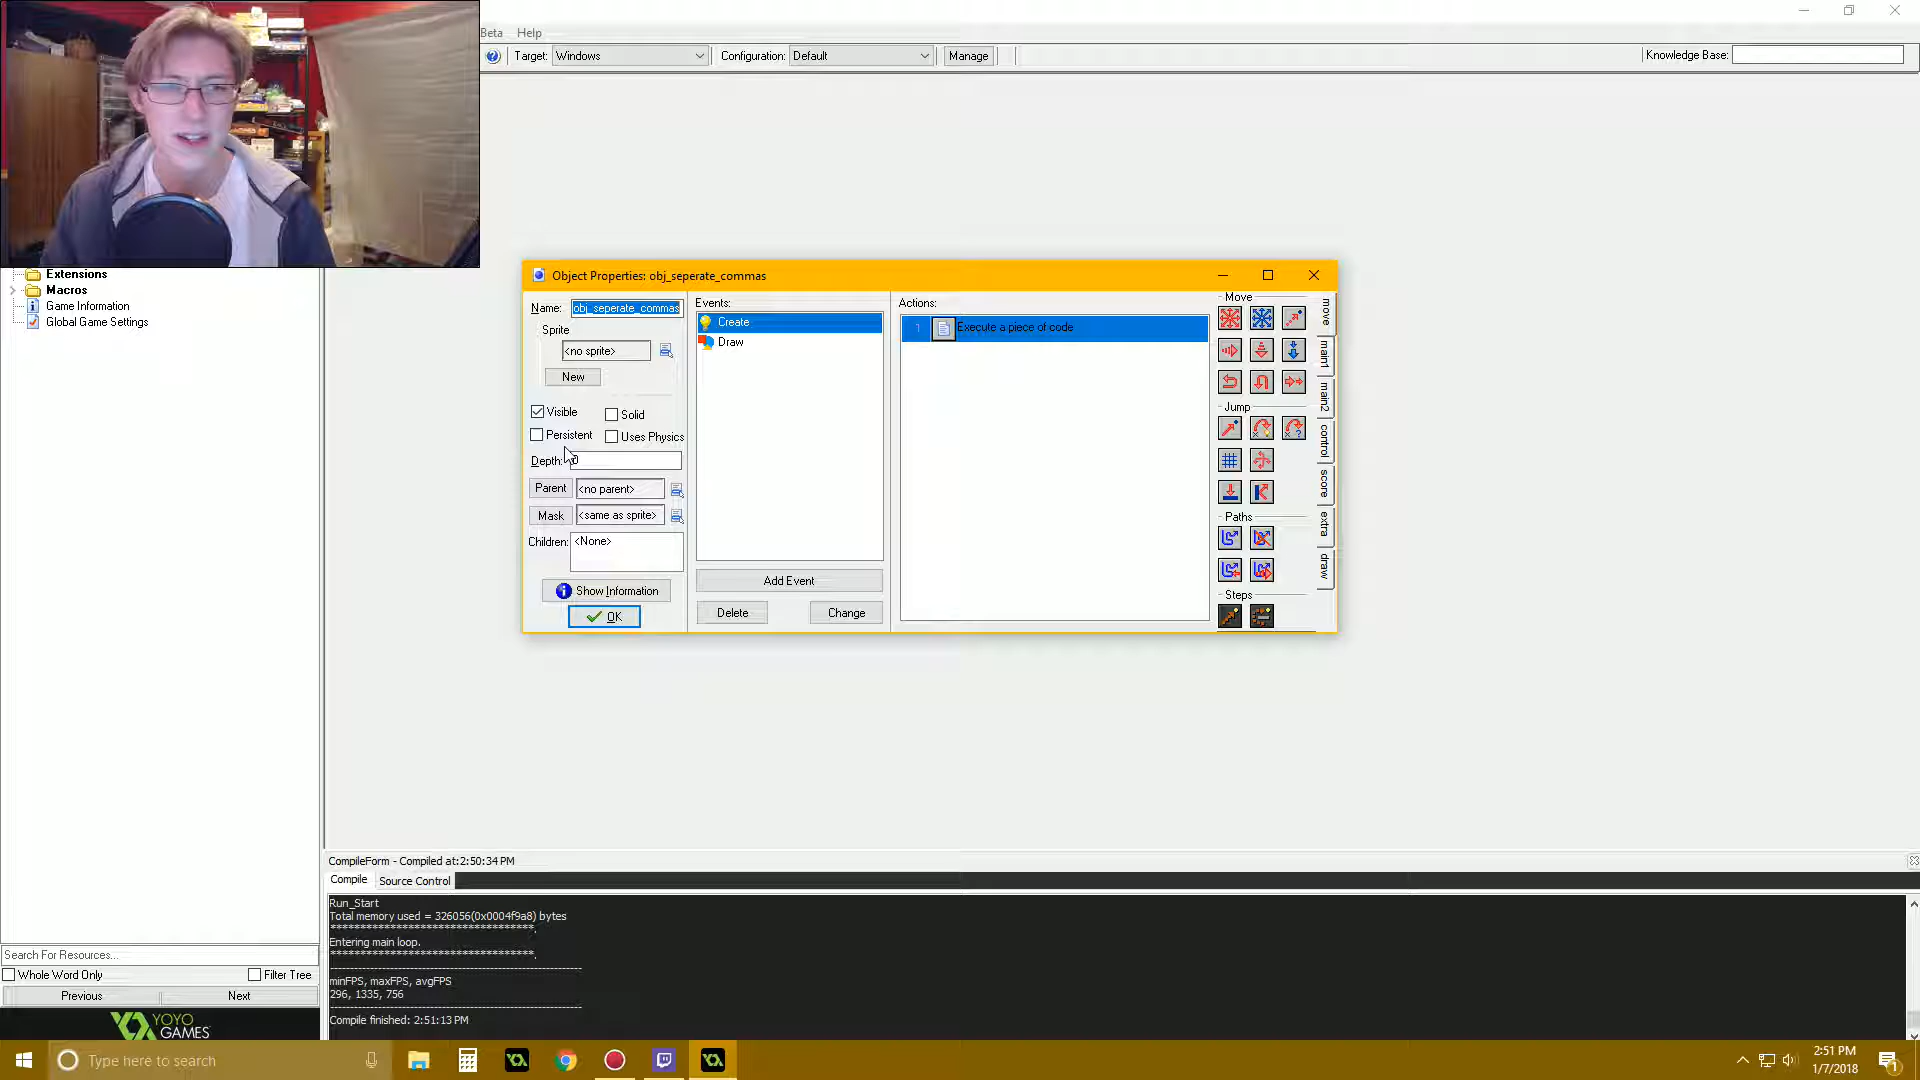 Beta Help
Target: Windows Configuration: Default Manage Knowledge Base:
Extensions
Macros
Game Information
Global Game Settings
Object Properties: obj_seperate_commas
Name: obj_seperate_commas
Sprite
<no sprite>
New
Visible Solid
Persistent Uses Physics
Depth: 0
Parent <no parent>
Mask <same as sprite>
Children: <None>
Show Information
OK
Events:
Create
Draw
Add Event
Delete Change
Actions:
1 Execute a piece of code
Move
Jump
Paths
Steps
move
main1
main2
control
score
extra
draw
CompileForm - Compiled at:2:50:34 PM
Compile Source Control
Run_Start
Total memory used = 326056(0x0004f9a8) bytes
***********************************.
Entering main loop.
***********************************.
minFPS, maxFPS, avgFPS
296, 1335, 756
Compile finished: 2:51:13 PM
Search For Resources...
Whole Word Only Filter Tree
Previous Next
YOYO
GAMES
Type here to search
2:51 PM
1/7/2018
1